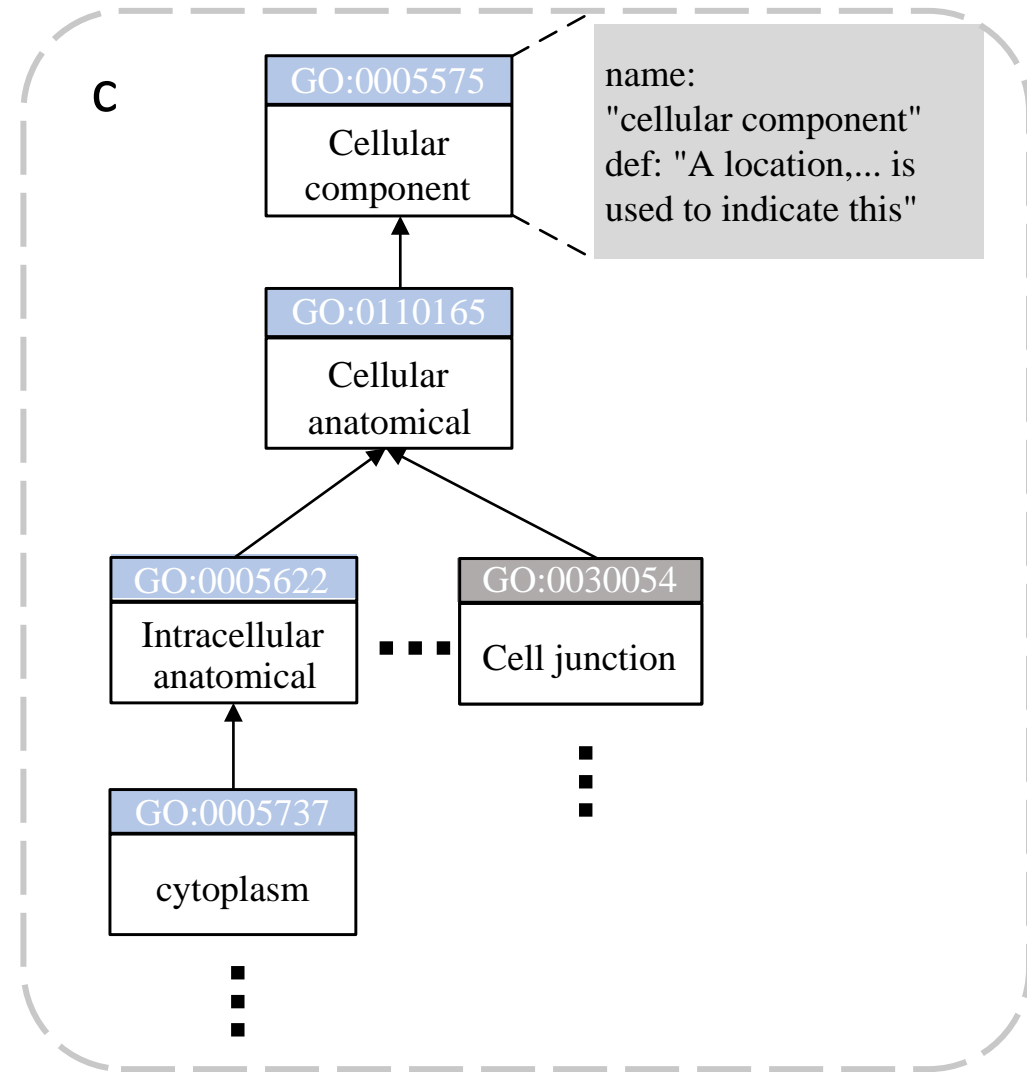 c
GO:0005575
Cellular
component
name:
"cellular component"
def: "A location,... is
used to indicate this"
GO:0110165
Cellular
anatomical
GO:0005622
Intracellular
anatomical
GO:0030054
Cell junction
GO:0005737
cytoplasm